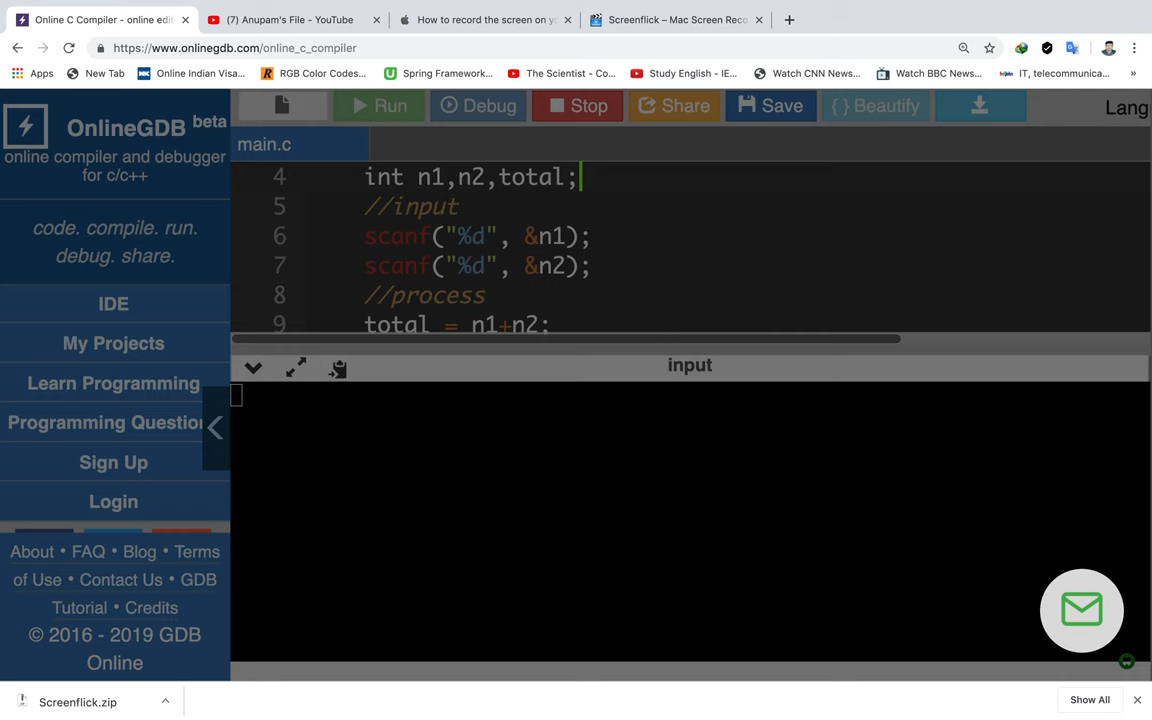 Online C Compiler - online edit
(7) Anupam's File - YouTube
How to record the screen on yo
Screenflick – Mac Screen Reco
https://www.onlinegdb.com/online_c_compiler
Apps
New Tab
Online Indian Visa...
RGB Color Codes...
Spring Framework...
The Scientist - Co...
Study English - IE...
Watch CNN News...
Watch BBC News...
IT, telecommunica...
»
OnlineGDB beta
online compiler and debugger
for c/c++
code. compile. run.
debug. share.
IDE
My Projects
Learn Programming
Programming Question
Sign Up
Login
About • FAQ • Blog • Terms
of Use • Contact Us • GDB
Tutorial • Credits
© 2016 - 2019 GDB
Online
Run
Debug
Stop
Share
Save
{ } Beautify
Lang
main.c
4 int n1,n2,total;
5 //input
6 scanf("%d", &n1);
7 scanf("%d", &n2);
8 //process
9 total = n1+n2;
input
Screenflick.zip
Show All